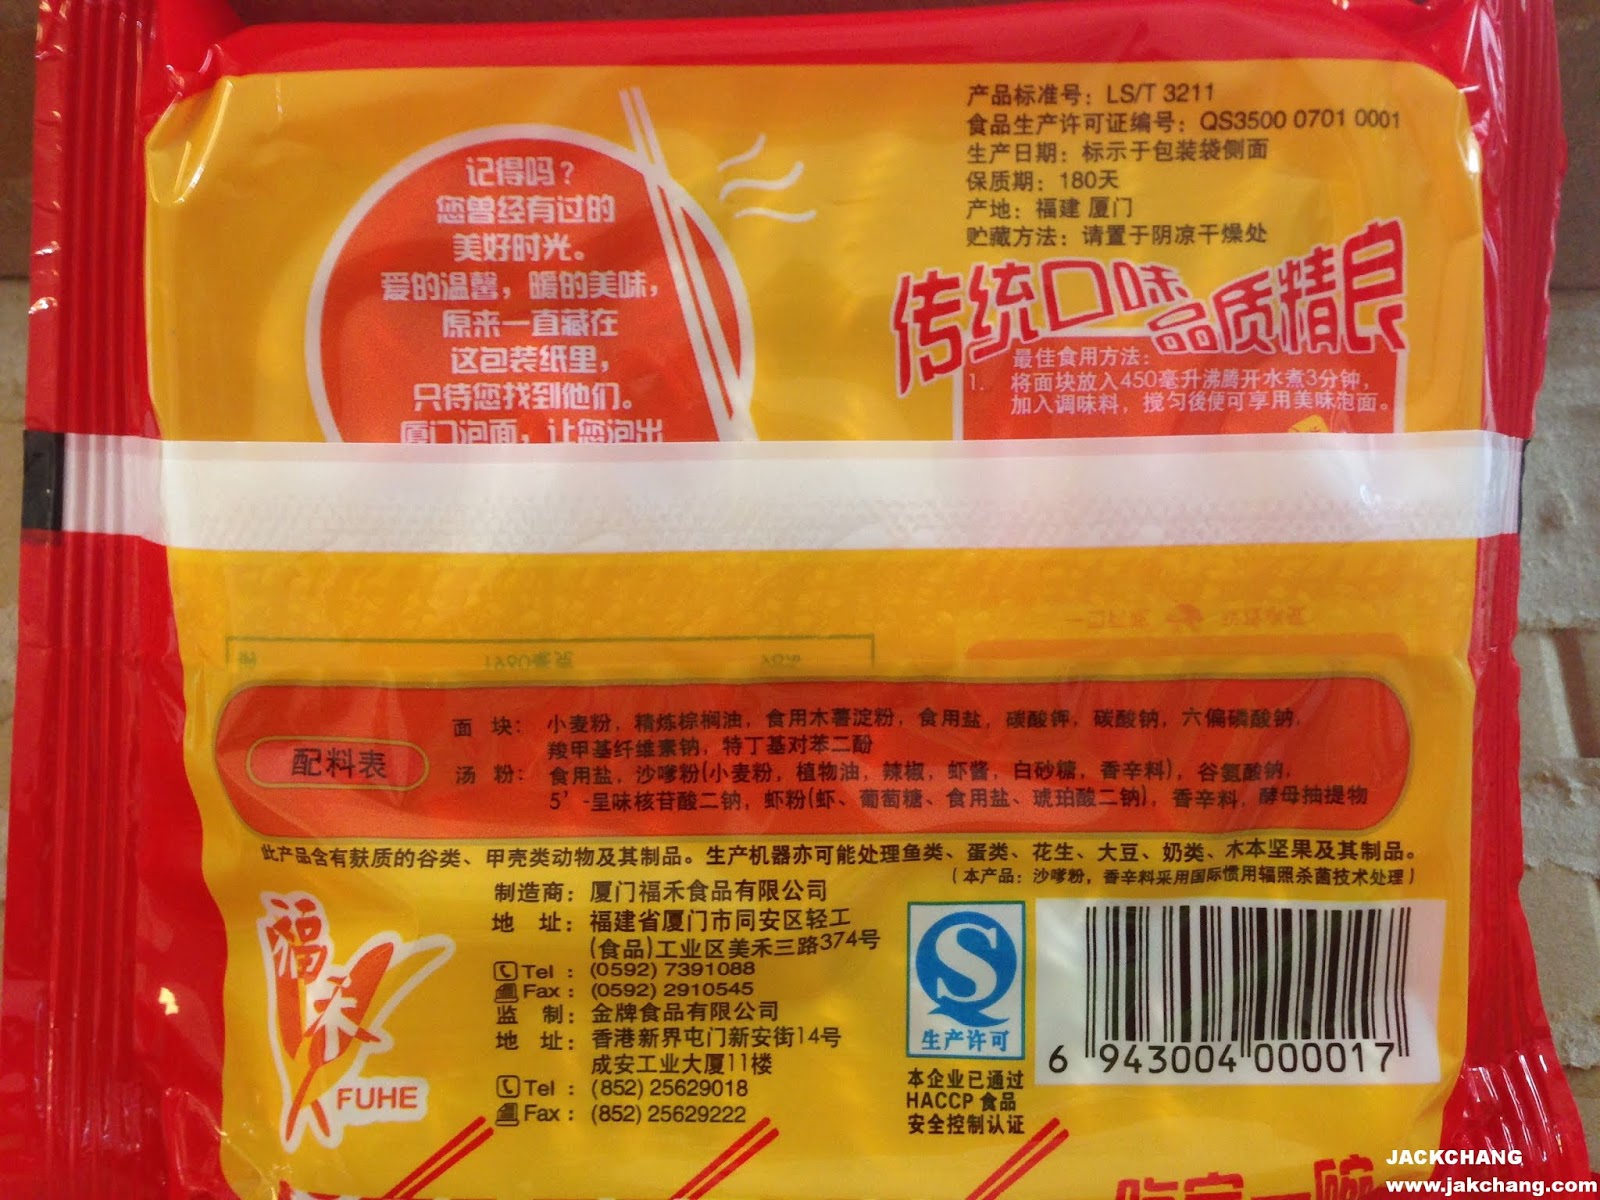 记得吗？
您曾经有过的
美好时光。
爱的温馨，暖的美味，
原来一直藏在
这包装纸里，
只待您找到他们。
厦门泡面，让您泡出
产品标准号：LS/T 3211
食品生产许可证编号：QS3500 0701 0001
生产日期：标示于包装袋侧面
保质期：180天
产地：福建 厦门
贮藏方法：请置于阴凉干燥处
传统口味品质精良
最佳食用方法：
1. 将面块放入450毫升沸腾开水煮3分钟，
加入调味料，搅匀後便可享用美味泡面。
1960毫克
配料表
面 块：小麦粉，精炼棕榈油，食用木薯淀粉，食用盐，碳酸钾，碳酸钠，六偏磷酸钠，
羧甲基纤维素钠，特丁基对苯二酚
汤 粉：食用盐，沙嗲粉(小麦粉，植物油，辣椒，虾酱，白砂糖，香辛料)，谷氨酸钠，
5’-呈味核苷酸二钠，虾粉(虾、葡萄糖、食用盐、琥珀酸二钠)，香辛料，酵母抽提物
此产品含有麸质的谷类、甲壳类动物及其制品。生产机器亦可能处理鱼类、蛋类、花生、大豆、奶类、木本坚果及其制品。
(本产品：沙嗲粉，香辛料采用国际惯用辐照杀菌技术处理)
福禾
FUHE
制造商：厦门福禾食品有限公司
地 址：福建省厦门市同安区轻工
(食品)工业区美禾三路374号
Tel : (0592) 7391088
Fax : (0592) 2910545
监 制：金牌食品有限公司
地 址：香港新界屯门新安街14号
成安工业大厦11楼
Tel : (852) 25629018
Fax : (852) 25629222
S
生产许可
本企业已通过
HACCP 食品
安全控制认证
6 943004 000017
JACKCHANG
www.jakchang.com